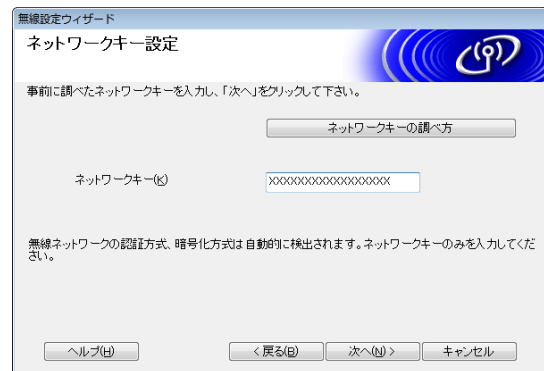 無線設定ウィザード
ネットワークキー設定
事前に調べたネットワークキーを入力し、「次へ」をクリックして下さい。
ネットワークキーの調べ方
ネットワークキー(K)
XXXXXXXXXXXXXXXXX
無線ネットワークの認証方式、暗号化方式は自動的に検出されます。ネットワークキーのみを入力してくだ
さい。
ヘルプ(H)
< 戻る(B)
次へ(N) >
キャンセル